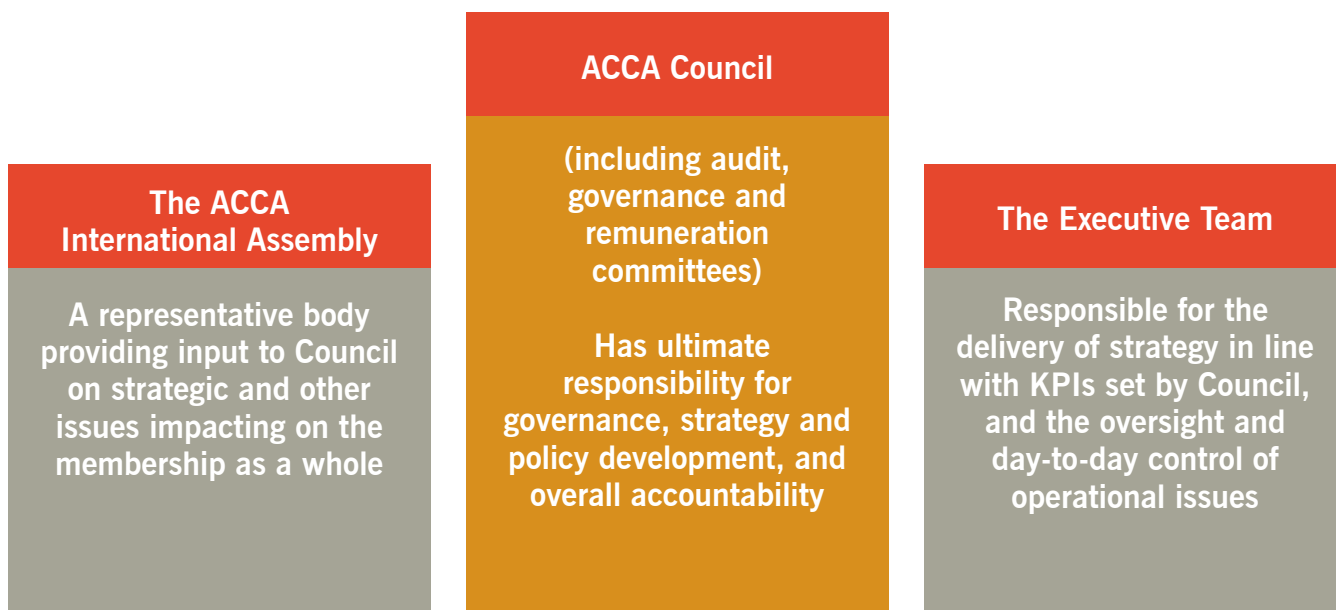 The ACCA
International Assembly
A representative body
providing input to Council
on strategic and other
issues impacting on the
membership as a whole
ACCA Council
(including audit,
governance and
remuneration
committees)
Has ultimate
responsibility for
governance, strategy and
policy development, and
overall accountability
The Executive Team
Responsible for the
delivery of strategy in line
with KPIs set by Council,
and the oversight and
day-to-day control of
operational issues